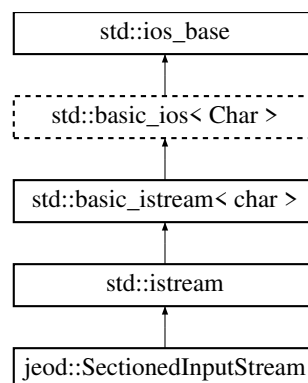 std::ios_base
std::basic_ios< Char >
std::basic_istream< char >
std::istream
jeod::SectionedInputStream